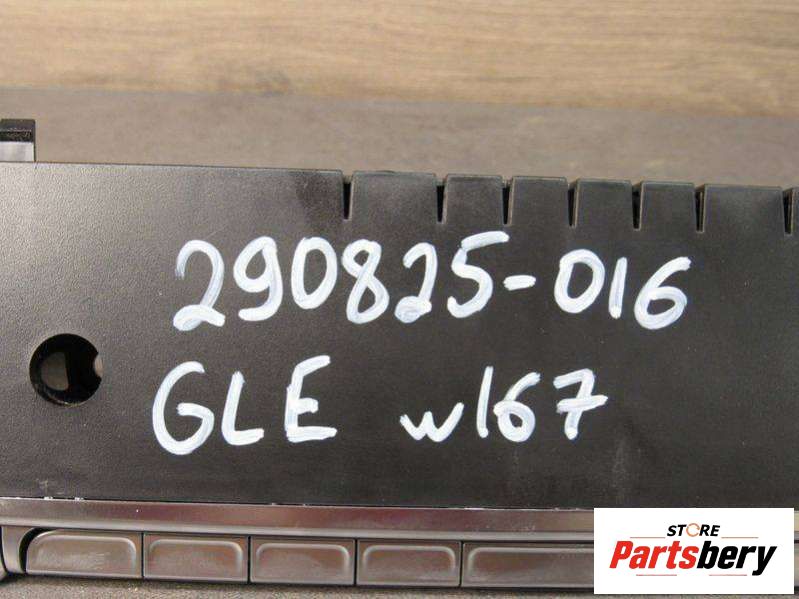 290825-016
GLE w167
STORE
Partsbery